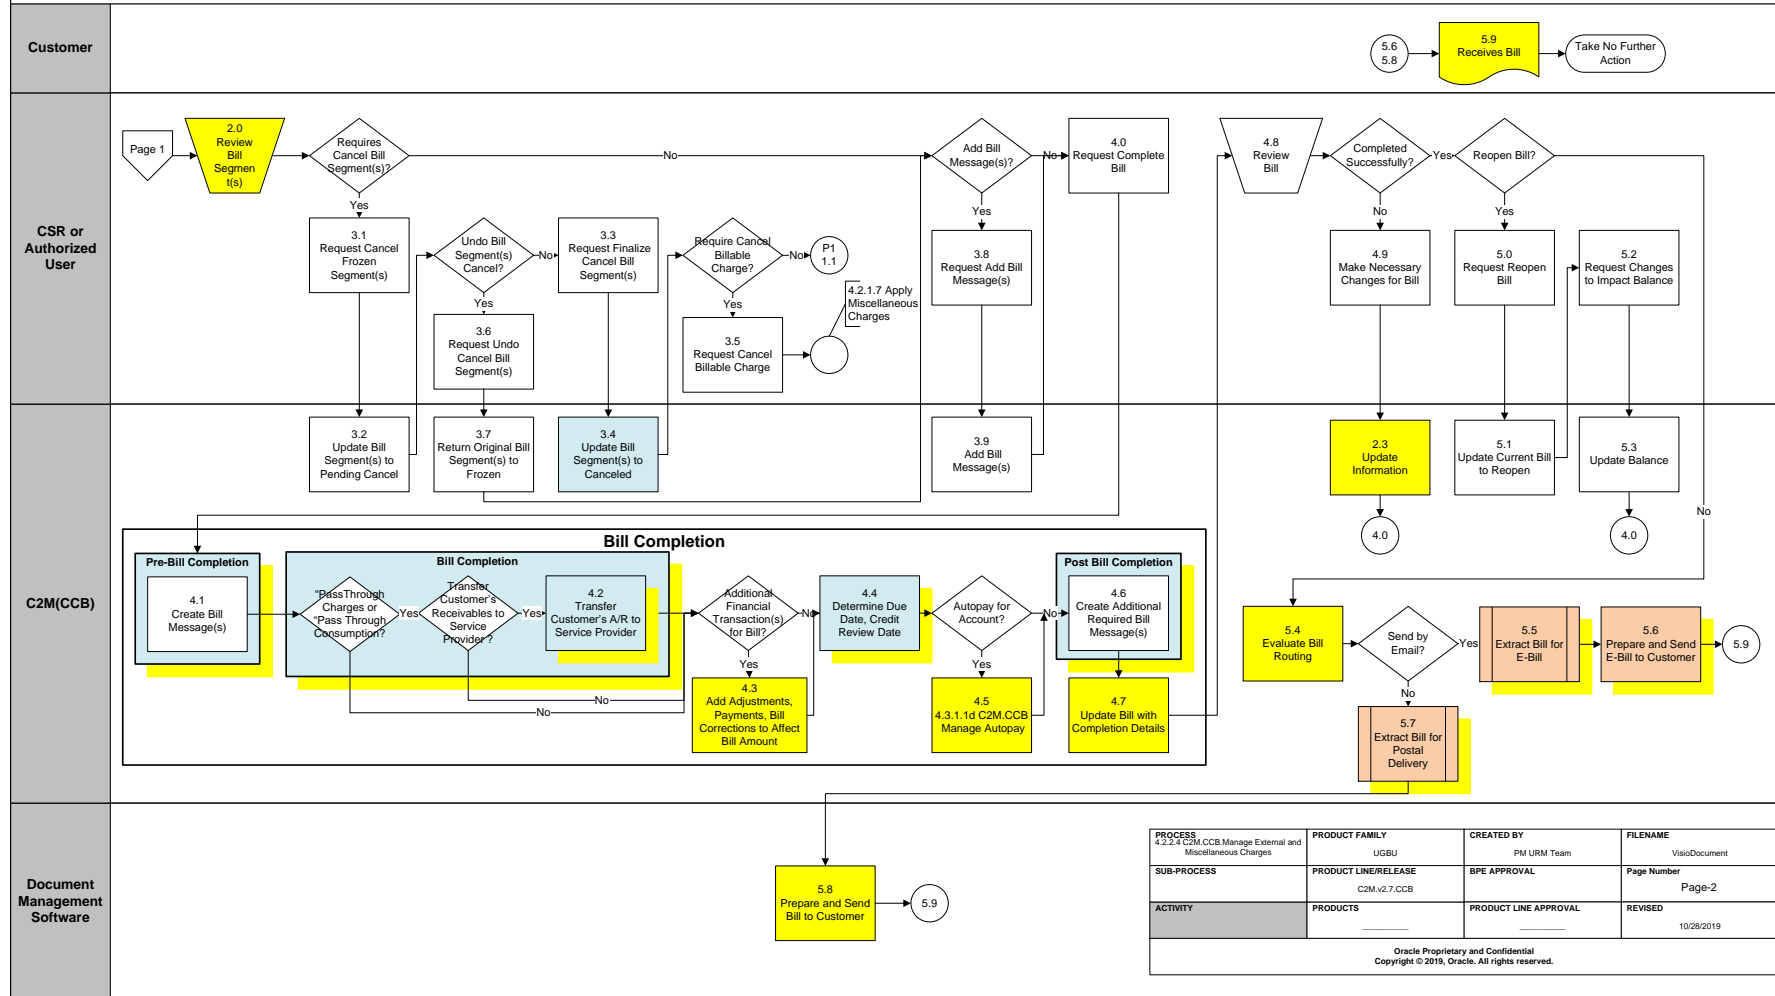 Customer
5.6
5.8
5.9
Receives Bill
Take No Further
Action
CSR or
Authorized
User
Page 1
2.0
Review
Bill
Segmen
t(s)
Requires
Cancel Bill
Segment(s)?
No
Yes
Add Bill
Message(s)?
No
Yes
4.0
Request Complete
Bill
4.8
Review
Bill
Completed
Successfully?
Yes
No
Reopen Bill?
Yes
No
3.1
Request Cancel
Frozen
Segment(s)
Undo Bill
Segment(s)
Cancel?
No
Yes
3.3
Request Finalize
Cancel Bill
Segment(s)
Require Cancel
Billable
Charge?
No
Yes
P1
1.1
4.2.1.7 Apply
Miscellaneous
Charges
3.6
Request Undo
Cancel Bill
Segment(s)
3.5
Request Cancel
Billable Charge
3.8
Request Add Bill
Message(s)
4.9
Make Necessary
Changes for Bill
5.0
Request Reopen
Bill
5.2
Request Changes
to Impact Balance
C2M(CCB)
3.2
Update Bill
Segment(s) to
Pending Cancel
3.7
Return Original Bill
Segment(s) to
Frozen
3.4
Update Bill
Segment(s) to
Canceled
3.9
Add Bill
Message(s)
2.3
Update
Information
5.1
Update Current Bill
to Reopen
5.3
Update Balance
4.0
4.0
Bill Completion
Pre-Bill Completion
4.1
Create Bill
Message(s)
Bill Completion
“PassThrough
Charges or
“Pass Through
Consumption?
Yes
No
Transfer
Customer’s
Receivables to
Service
Provider ?
Yes
No
4.2
Transfer
Customer’s A/R to
Service Provider
Additional
Financial
Transaction(s)
for Bill?
No
Yes
4.3
Add Adjustments,
Payments, Bill
Corrections to Affect
Bill Amount
4.4
Determine Due
Date, Credit
Review Date
Autopay for
Account?
No
Yes
4.5
4.3.1.1d C2M.CCB
Manage Autopay
Post Bill Completion
4.6
Create Additional
Required Bill
Message(s)
4.7
Update Bill with
Completion Details
5.4
Evaluate Bill
Routing
Send by
Email?
Yes
No
5.5
Extract Bill for
E-Bill
5.6
Prepare and Send
E-Bill to Customer
5.9
5.7
Extract Bill for
Postal
Delivery
Document
Management
Software
5.8
Prepare and Send
Bill to Customer
5.9
PROCESS
4.2.2.4 C2M.CCB.Manage External and
Miscellaneous Charges
PRODUCT FAMILY
UGBU
CREATED BY
PM URM Team
FILENAME
VisioDocument
SUB-PROCESS
PRODUCT LINE/RELEASE
C2M.v2.7.CCB
BPE APPROVAL
Page Number
Page-2
ACTIVITY
PRODUCTS
PRODUCT LINE APPROVAL
REVISED
10/28/2019
Oracle Proprietary and Confidential
Copyright © 2019, Oracle. All rights reserved.